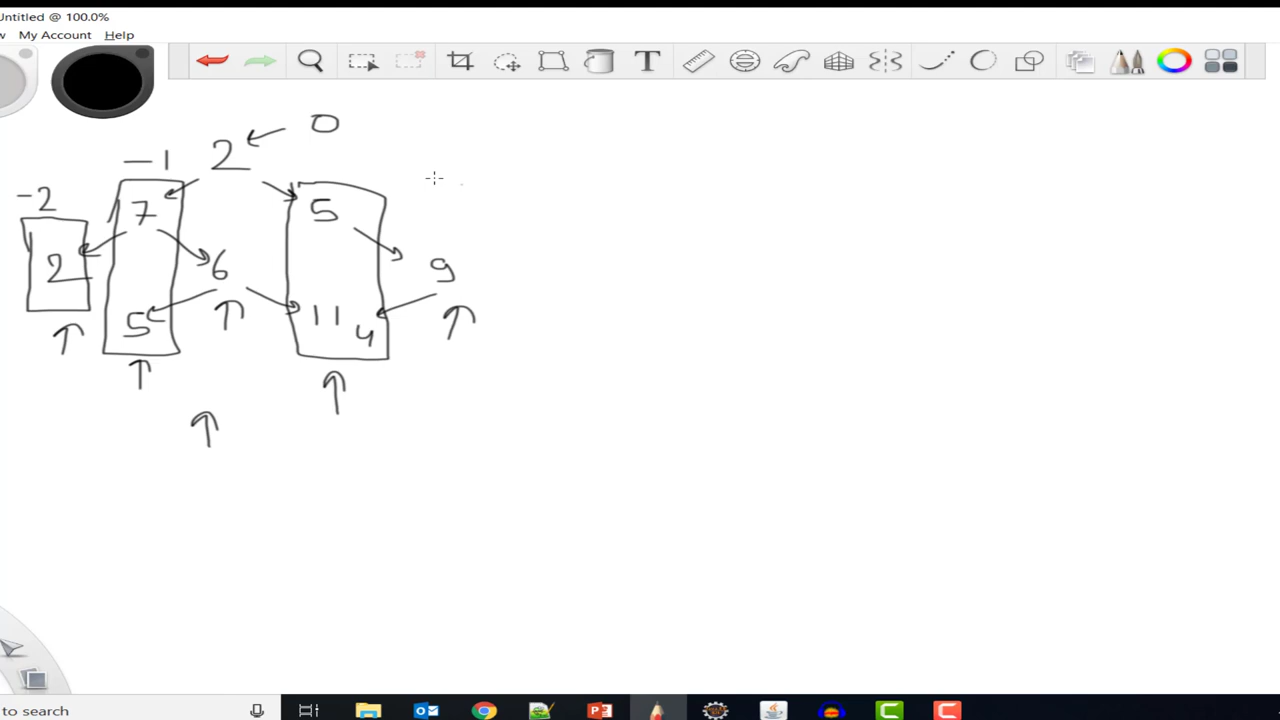 Untitled @ 100.0%
w My Account Help
0
-1 2
-2
7 5
2 6 9
5 11 4
to search